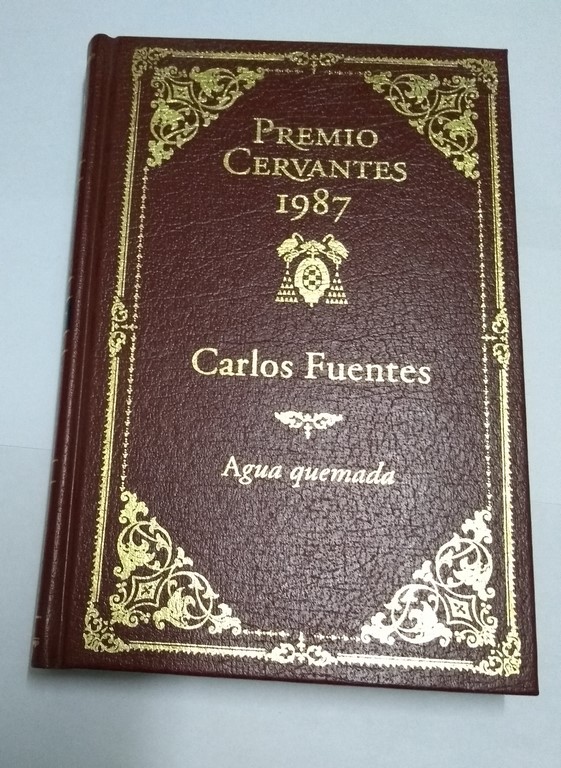 PREMIO
CERVANTES
1987
Carlos Fuentes
Agua quemada